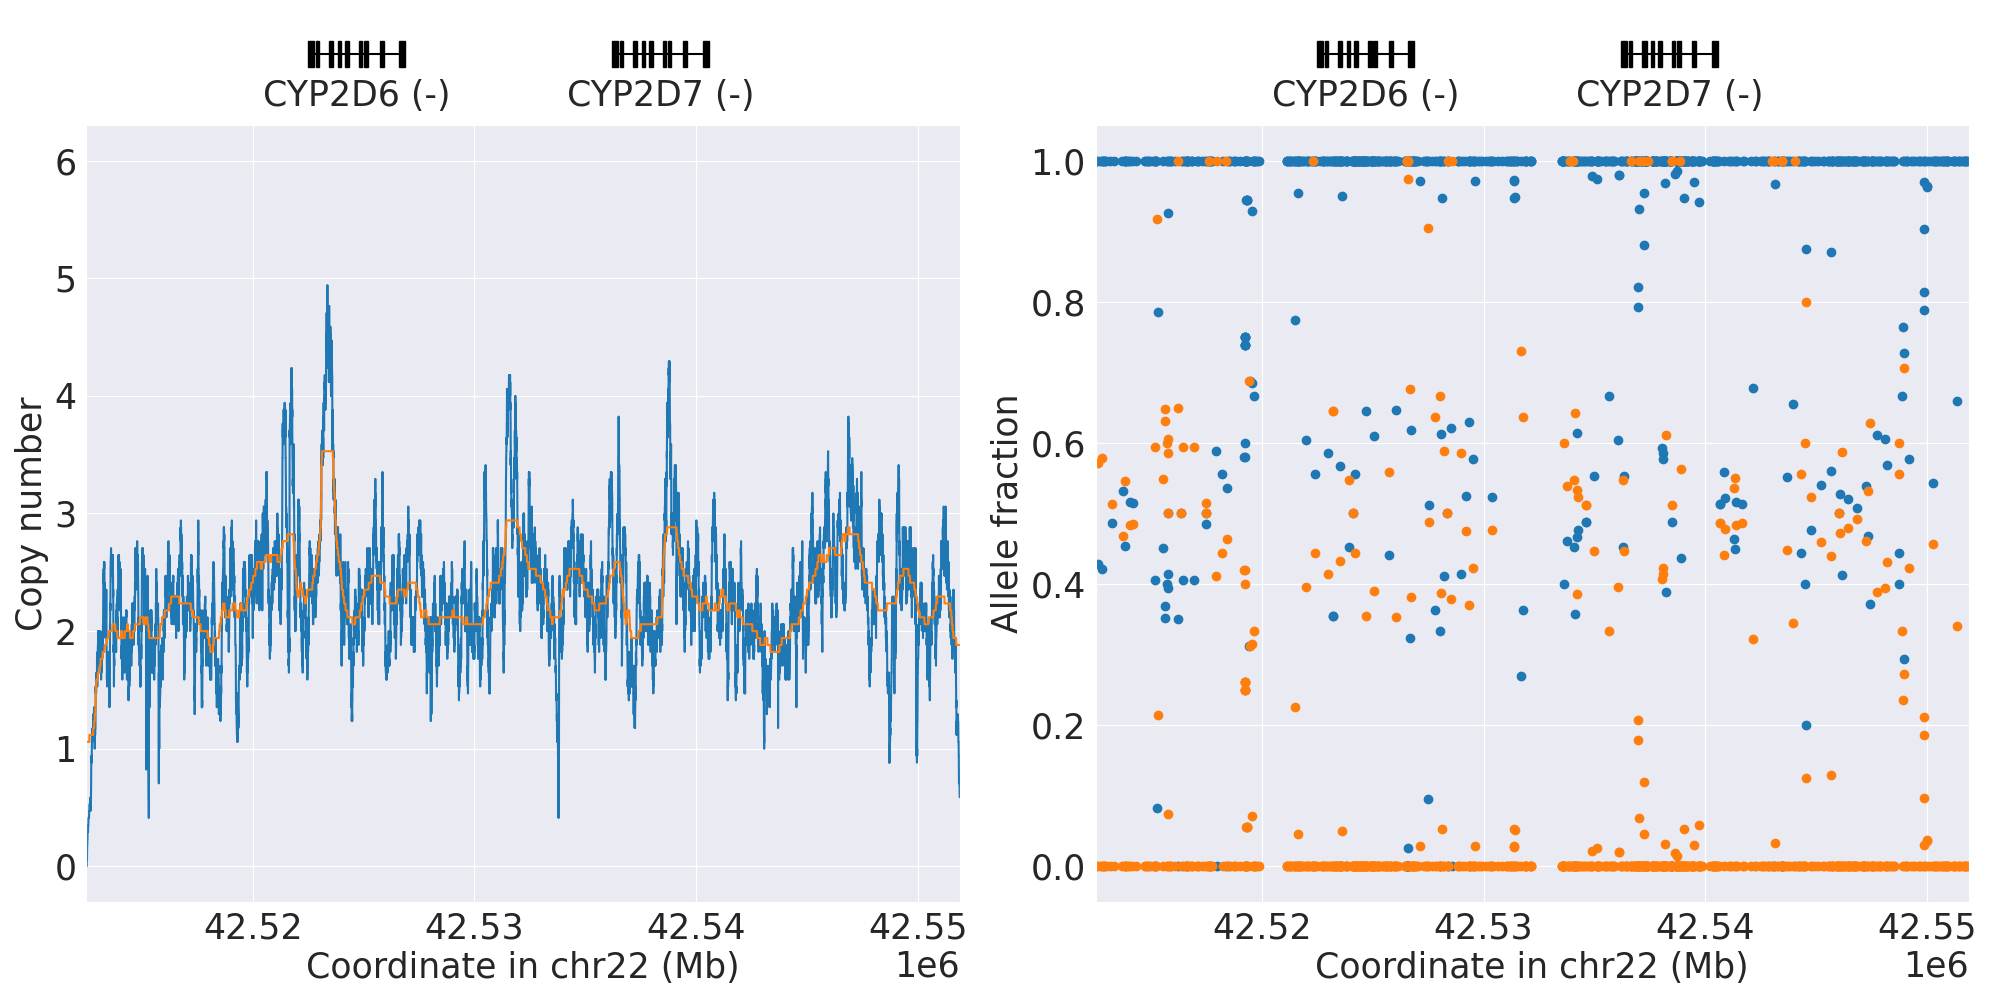 CYP2D6 (-) CYP2D7 (-)
6
5
4
3
2
1
0
Copy number
42.52 42.53 42.54 42.55
Coordinate in chr22 (Mb) 1e6
CYP2D6 (-) CYP2D7 (-)
1.0
0.8
0.6
0.4
0.2
0.0
Allele fraction
42.52 42.53 42.54 42.55
Coordinate in chr22 (Mb) 1e6